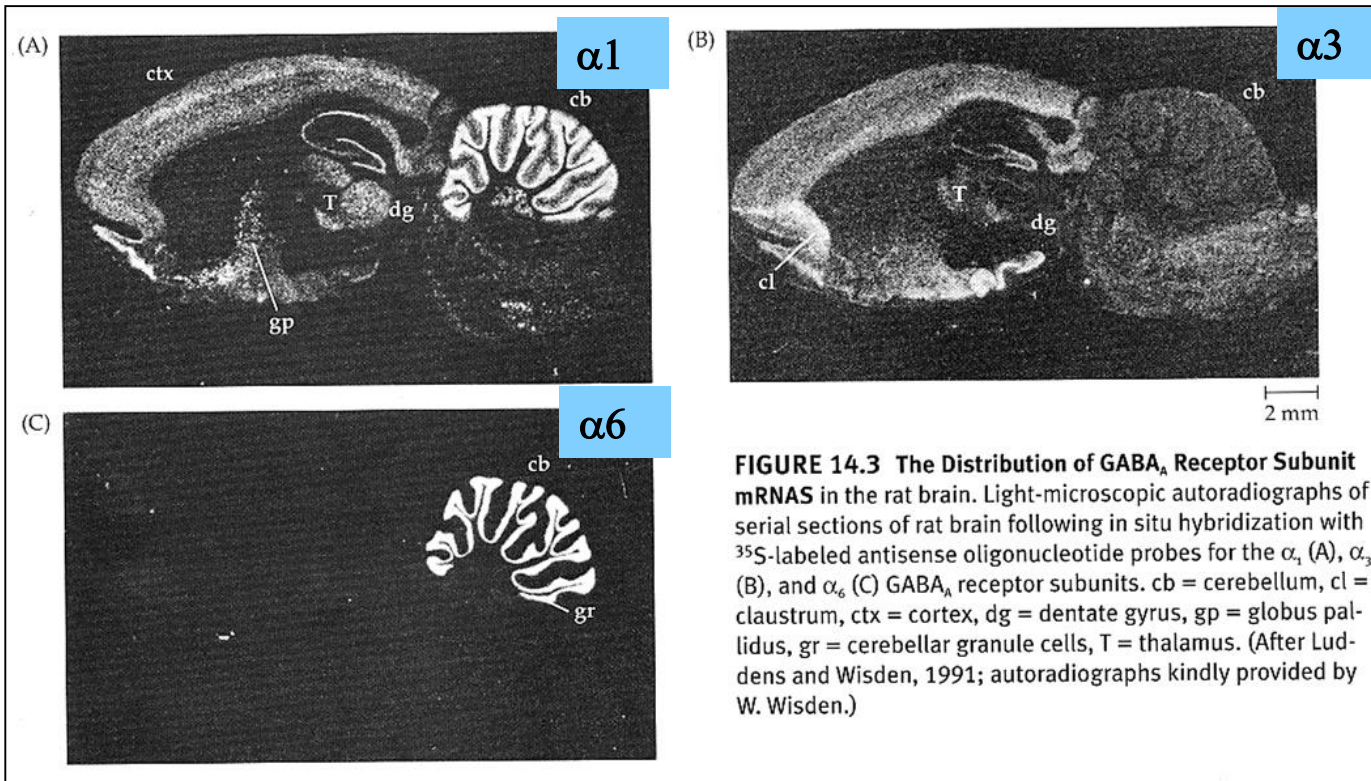 (A)
α1
ctx
cb
T
dg
gp
(B)
α3
cb
T
dg
cl
2 mm
(C)
α6
cb
gr
FIGURE 14.3 The Distribution of GABA_A Receptor Subunit
mRNAS in the rat brain. Light-microscopic autoradiographs of
serial sections of rat brain following in situ hybridization with
³⁵S-labeled antisense oligonucleotide probes for the α₁ (A), α₃
(B), and α₆ (C) GABA_A receptor subunits. cb = cerebellum, cl =
claustrum, ctx = cortex, dg = dentate gyrus, gp = globus pal-
lidus, gr = cerebellar granule cells, T = thalamus. (After Lud-
dens and Wisden, 1991; autoradiographs kindly provided by
W. Wisden.)